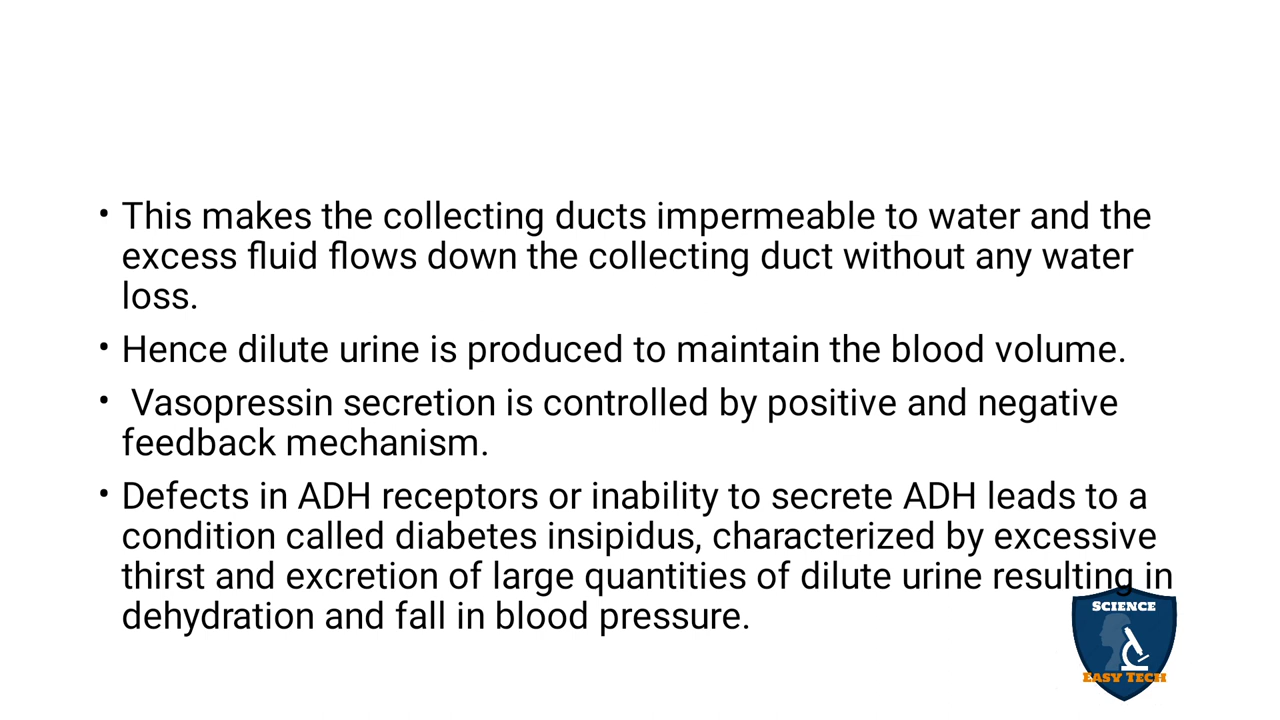 • This makes the collecting ducts impermeable to water and the
excess fluid flows down the collecting duct without any water
loss.
• Hence dilute urine is produced to maintain the blood volume.
• Vasopressin secretion is controlled by positive and negative
feedback mechanism.
• Defects in ADH receptors or inability to secrete ADH leads to a
condition called diabetes insipidus, characterized by excessive
thirst and excretion of large quantities of dilute urine resulting in
dehydration and fall in blood pressure.
SCIENCE
EASY TECH